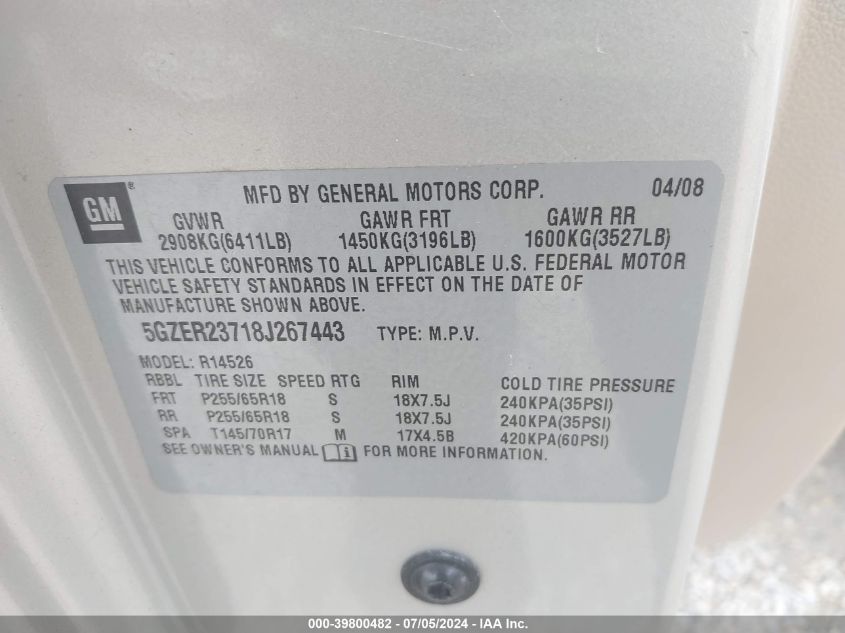 GM®
MFD BY GENERAL MOTORS CORP. 04/08
GVWR GAWR FRT GAWR RR
2908KG(6411LB) 1450KG(3196LB) 1600KG(3527LB)
THIS VEHICLE CONFORMS TO ALL APPLICABLE U.S. FEDERAL MOTOR
VEHICLE SAFETY STANDARDS IN EFFECT ON THE DATE OF
MANUFACTURE SHOWN ABOVE.
5GZER23718J267443 TYPE: M.P.V.
MODEL: R14526
RBBL TIRE SIZE SPEED RTG RIM COLD TIRE PRESSURE
FRT P255/65R18 S 18X7.5J 240KPA(35PSI)
RR P255/65R18 S 18X7.5J 240KPA(35PSI)
SPA T145/70R17 M 17X4.5B 420KPA(60PSI)
SEE OWNER'S MANUAL i FOR MORE INFORMATION.
000-39800482 - 07/05/2024 - IAA Inc.